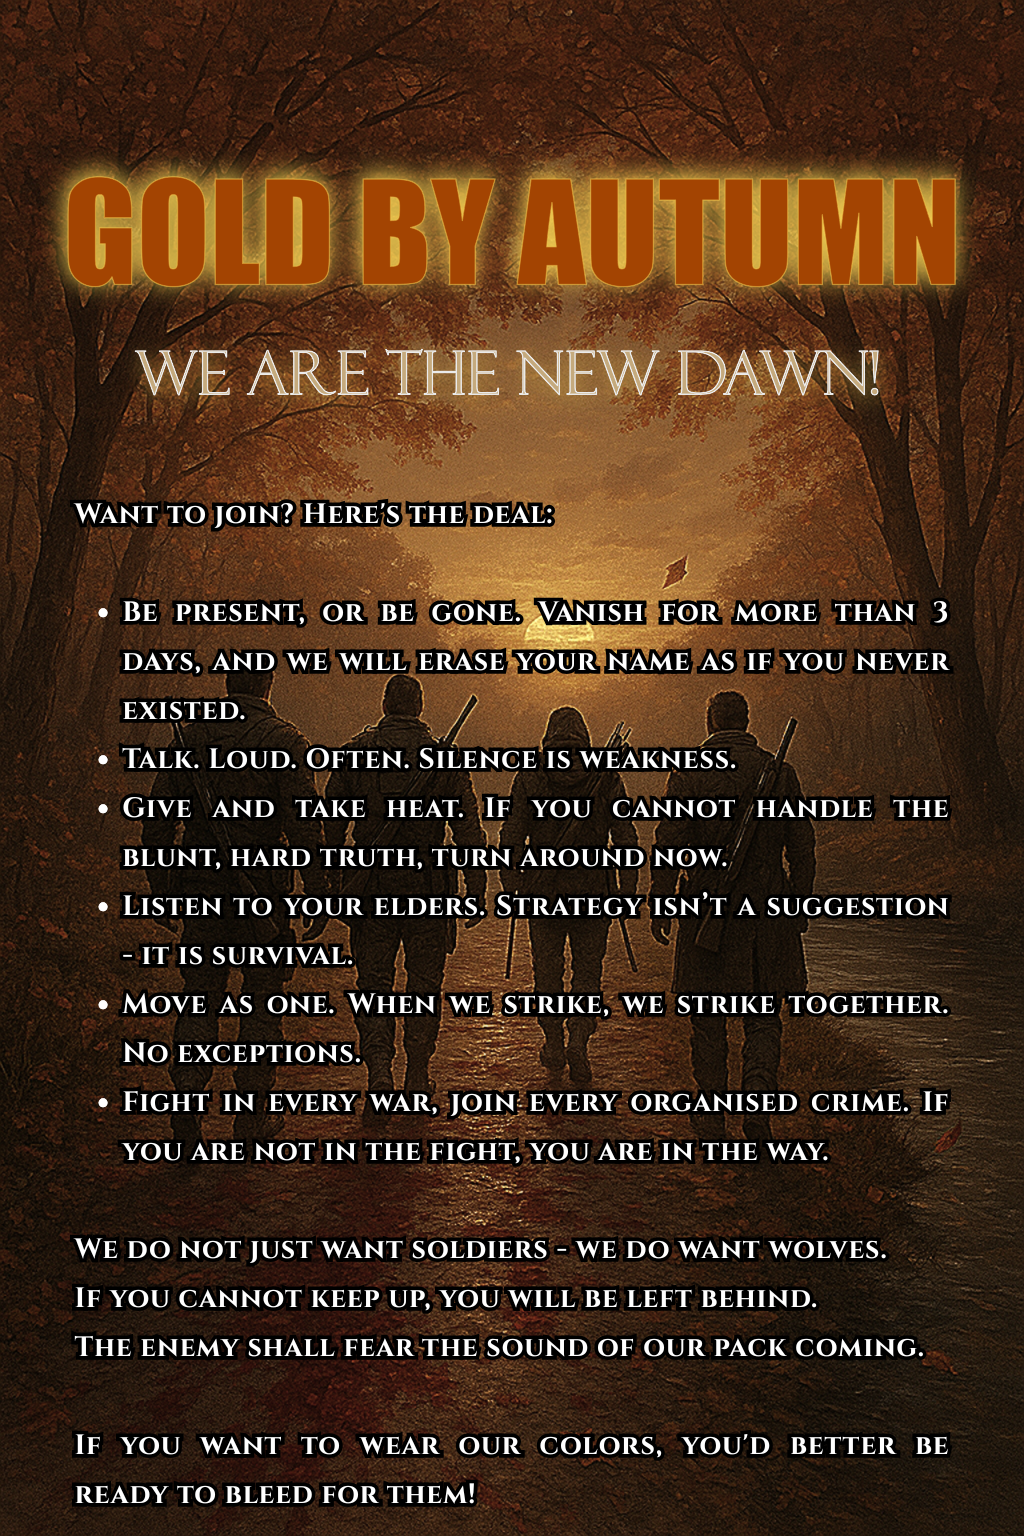 GOLD BY AUTUMN
WE ARE THE NEW DAWN!
Want to join? Here's the deal:
• Be present, or be gone. Vanish for more than 3
days, and we will erase your name as if you never
existed.
• Talk. Loud. Often. Silence is weakness.
• Give and take heat. If you cannot handle the
blunt, hard truth, turn around now.
• Listen to your elders. Strategy isn’t a suggestion
- it is survival.
• Move as one. When we strike, we strike together.
No exceptions.
• Fight in every war, join every organised crime. If
you are not in the fight, you are in the way.
We do not just want soldiers - we do want wolves.
If you cannot keep up, you will be left behind.
The enemy shall fear the sound of our pack coming.
If you want to wear our colors, you'd better be
ready to bleed for them!